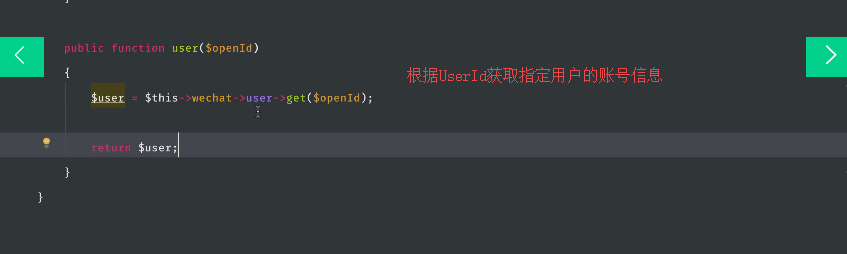 public function user($openId)
{
根据UserId获取指定用户的账号信息
$user = $this->wechat->user->get($openId);
return $user;
}
}